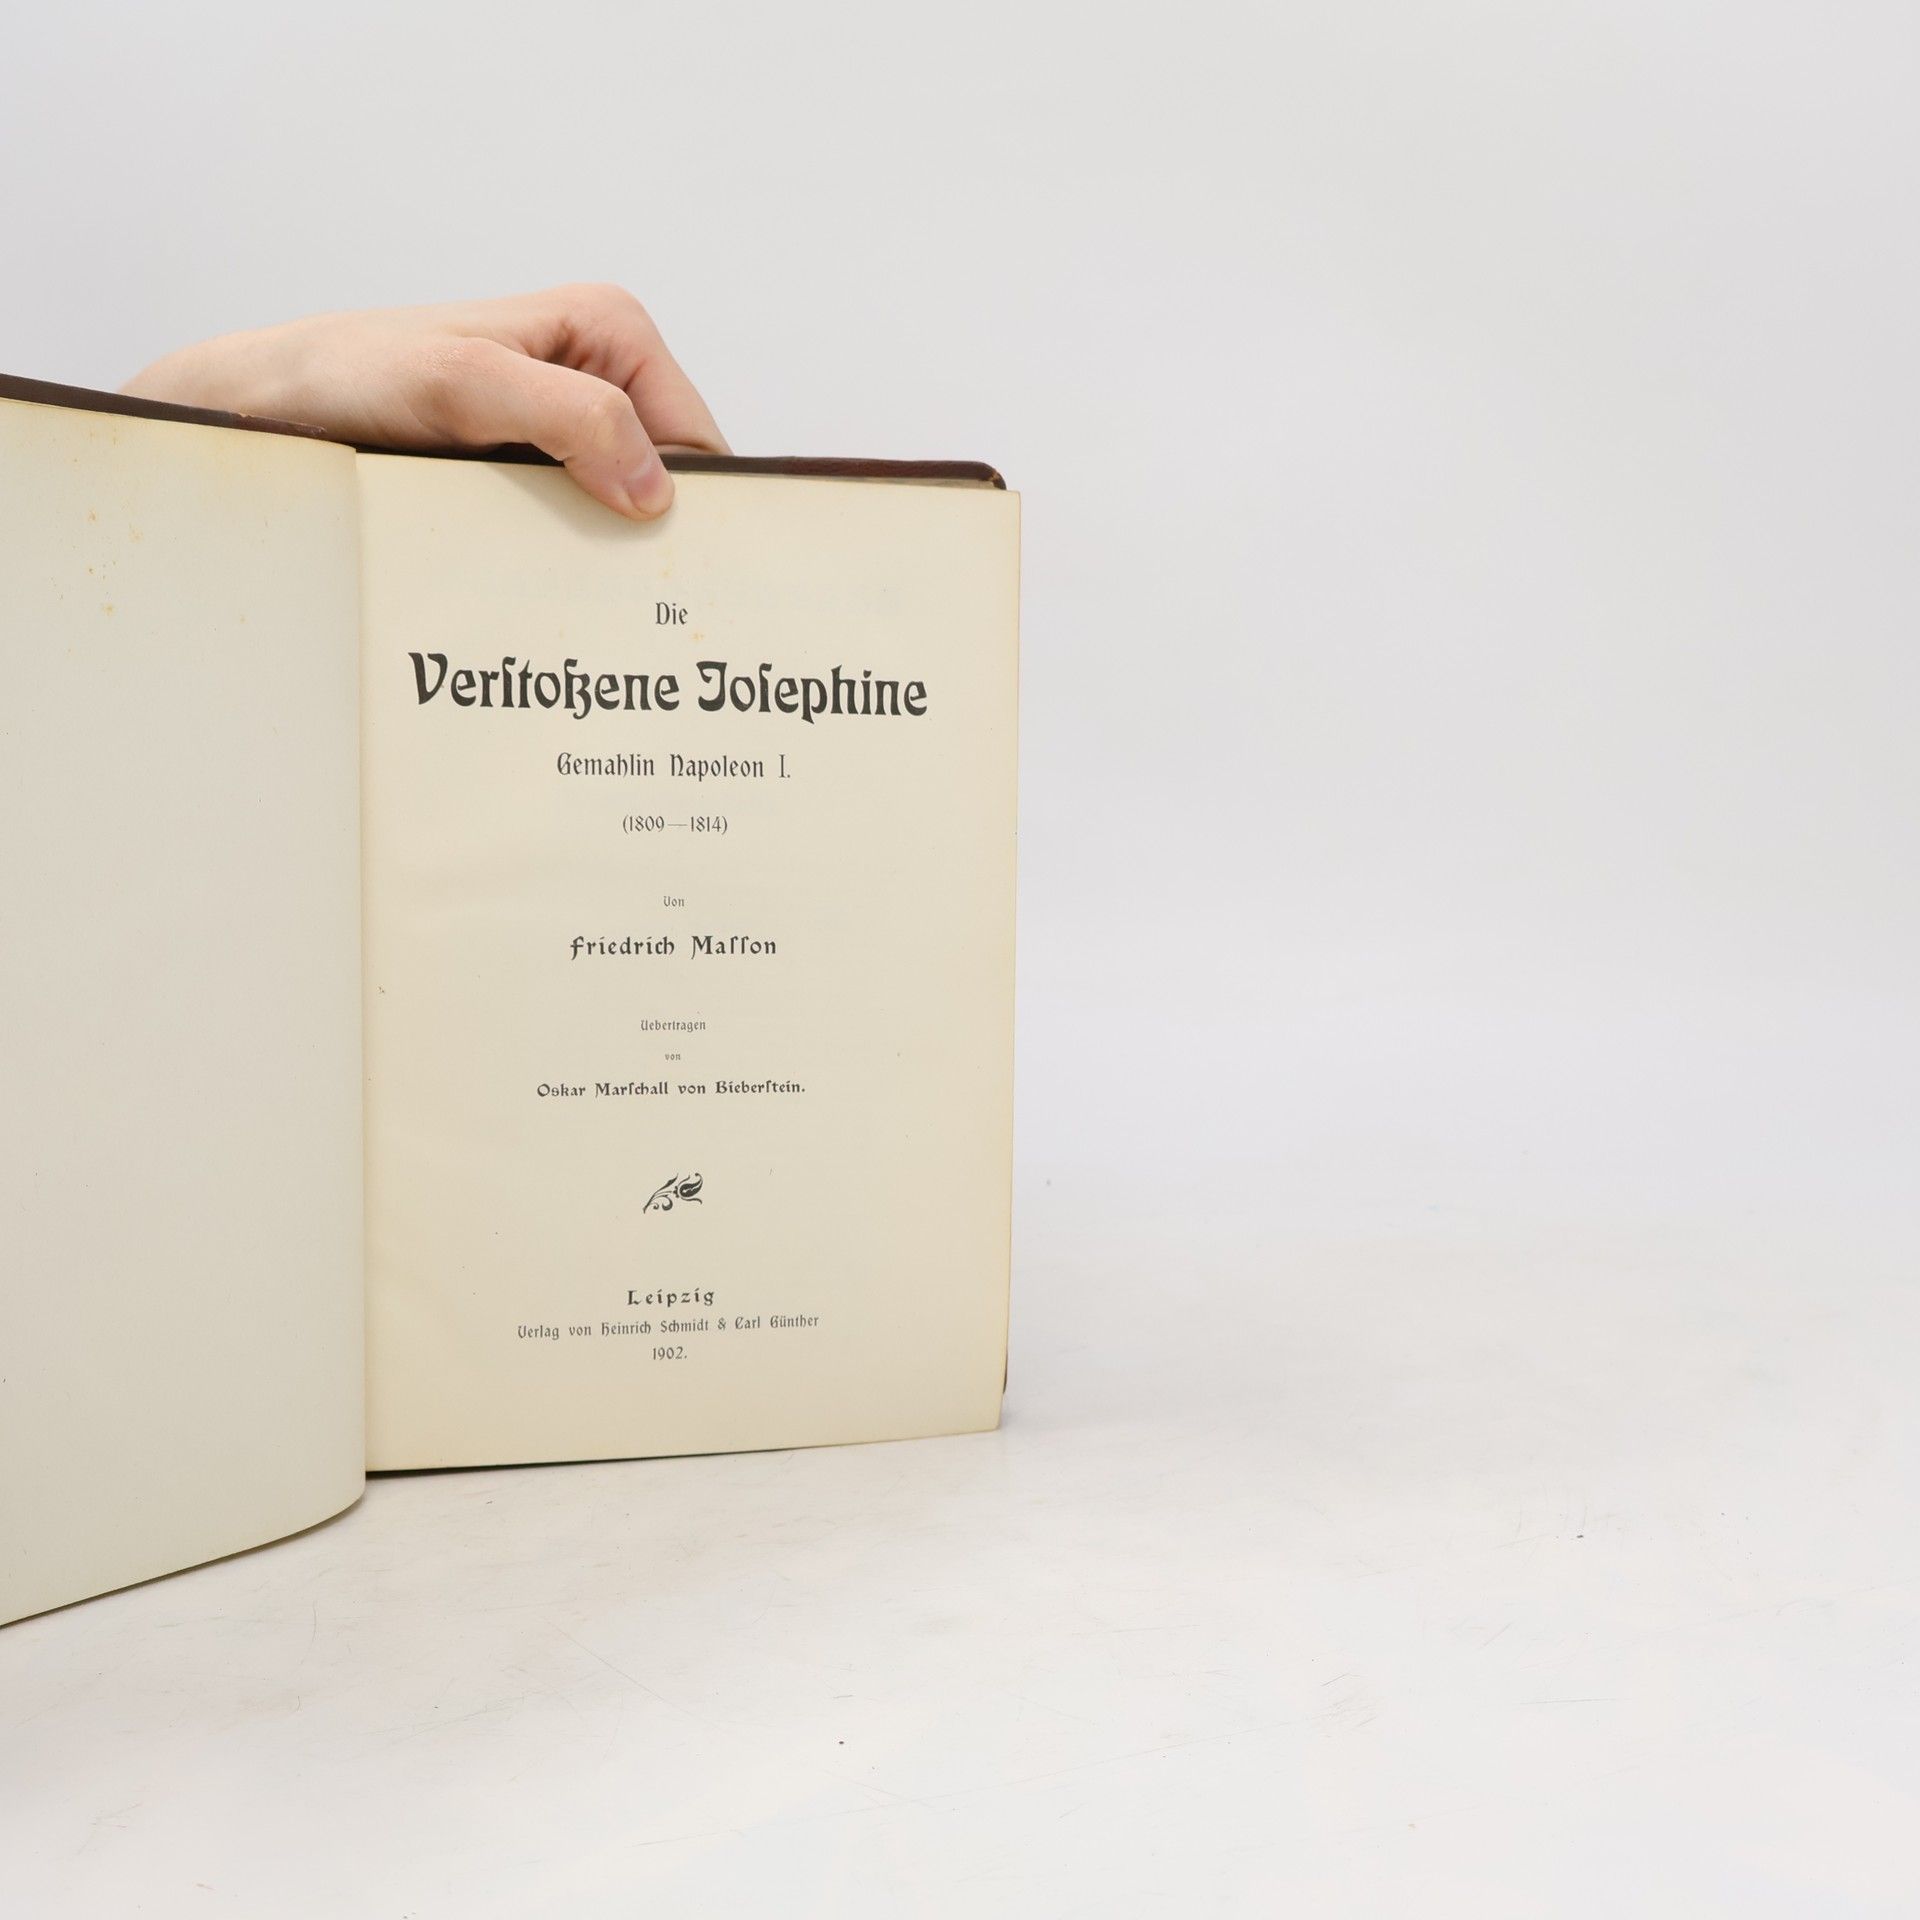 Die
Verſtoßene Joſephine
Gemahlin Napoleon I.
(1809—1814)
Von
Friedrich Maſſon
Uebertragen
von
Oskar Marſchall von Bieberſtein.
Leipzig
Verlag von Heinrich Schmidt & Carl Günther
1902.